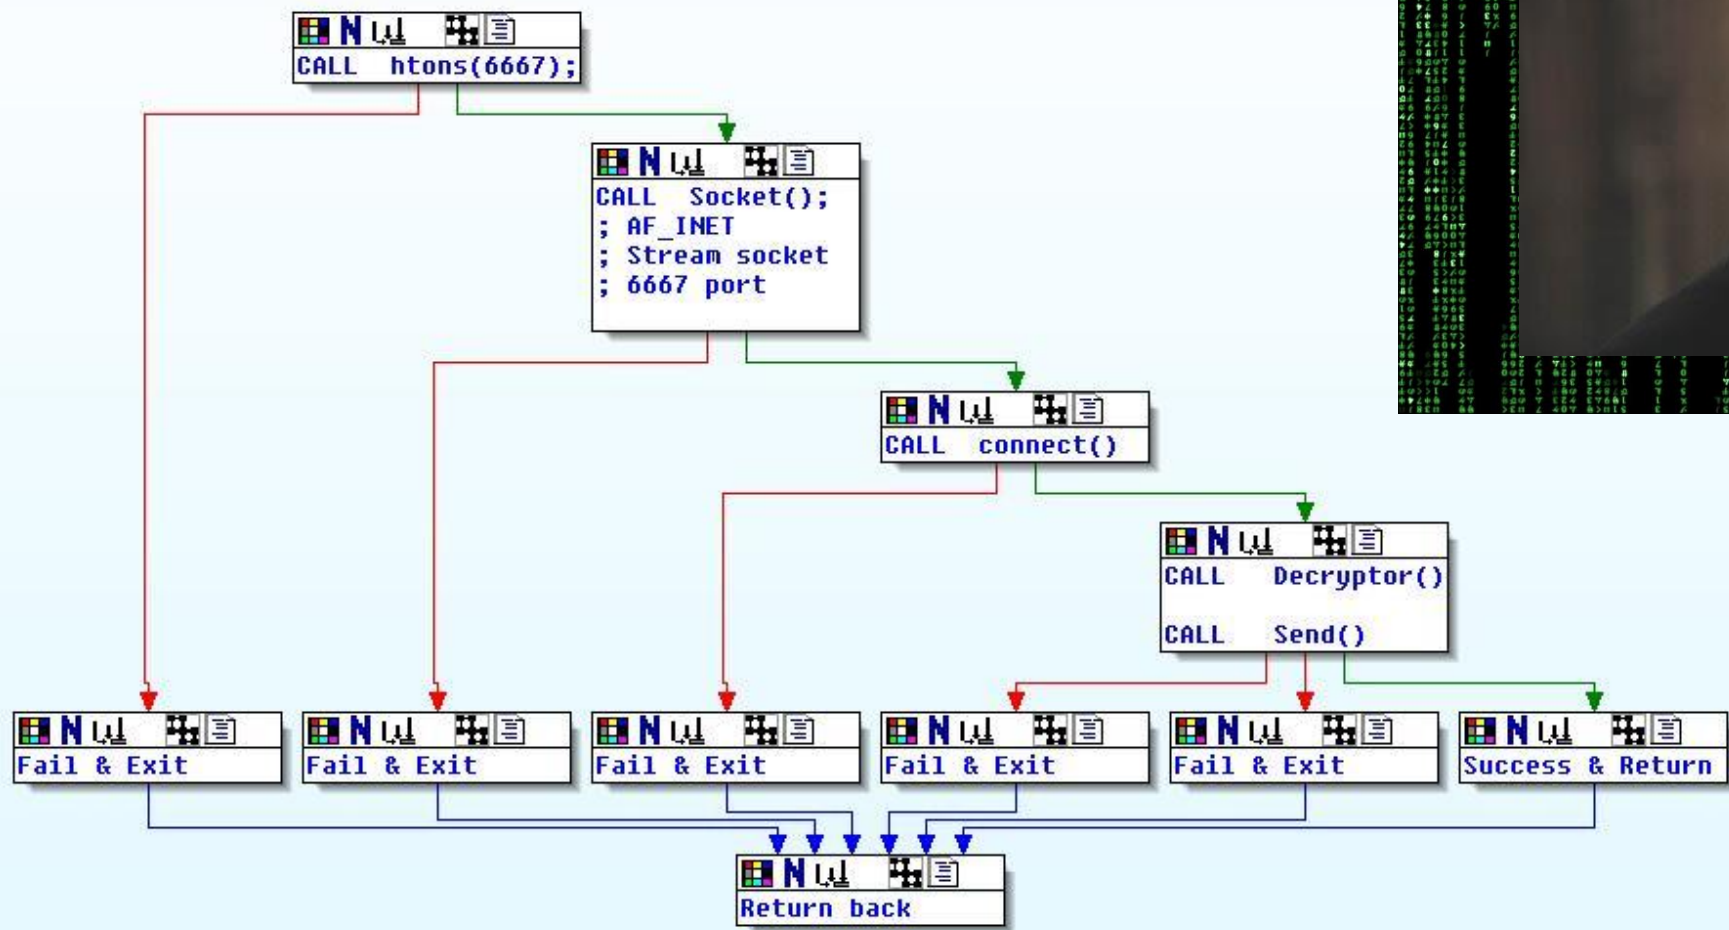 CALL htons(6667);
CALL Socket();
; AF_INET
; Stream socket
; 6667 port
CALL connect()
CALL Decryptor()
CALL Send()
Fail & Exit
Fail & Exit
Fail & Exit
Fail & Exit
Fail & Exit
Success & Return
Return back